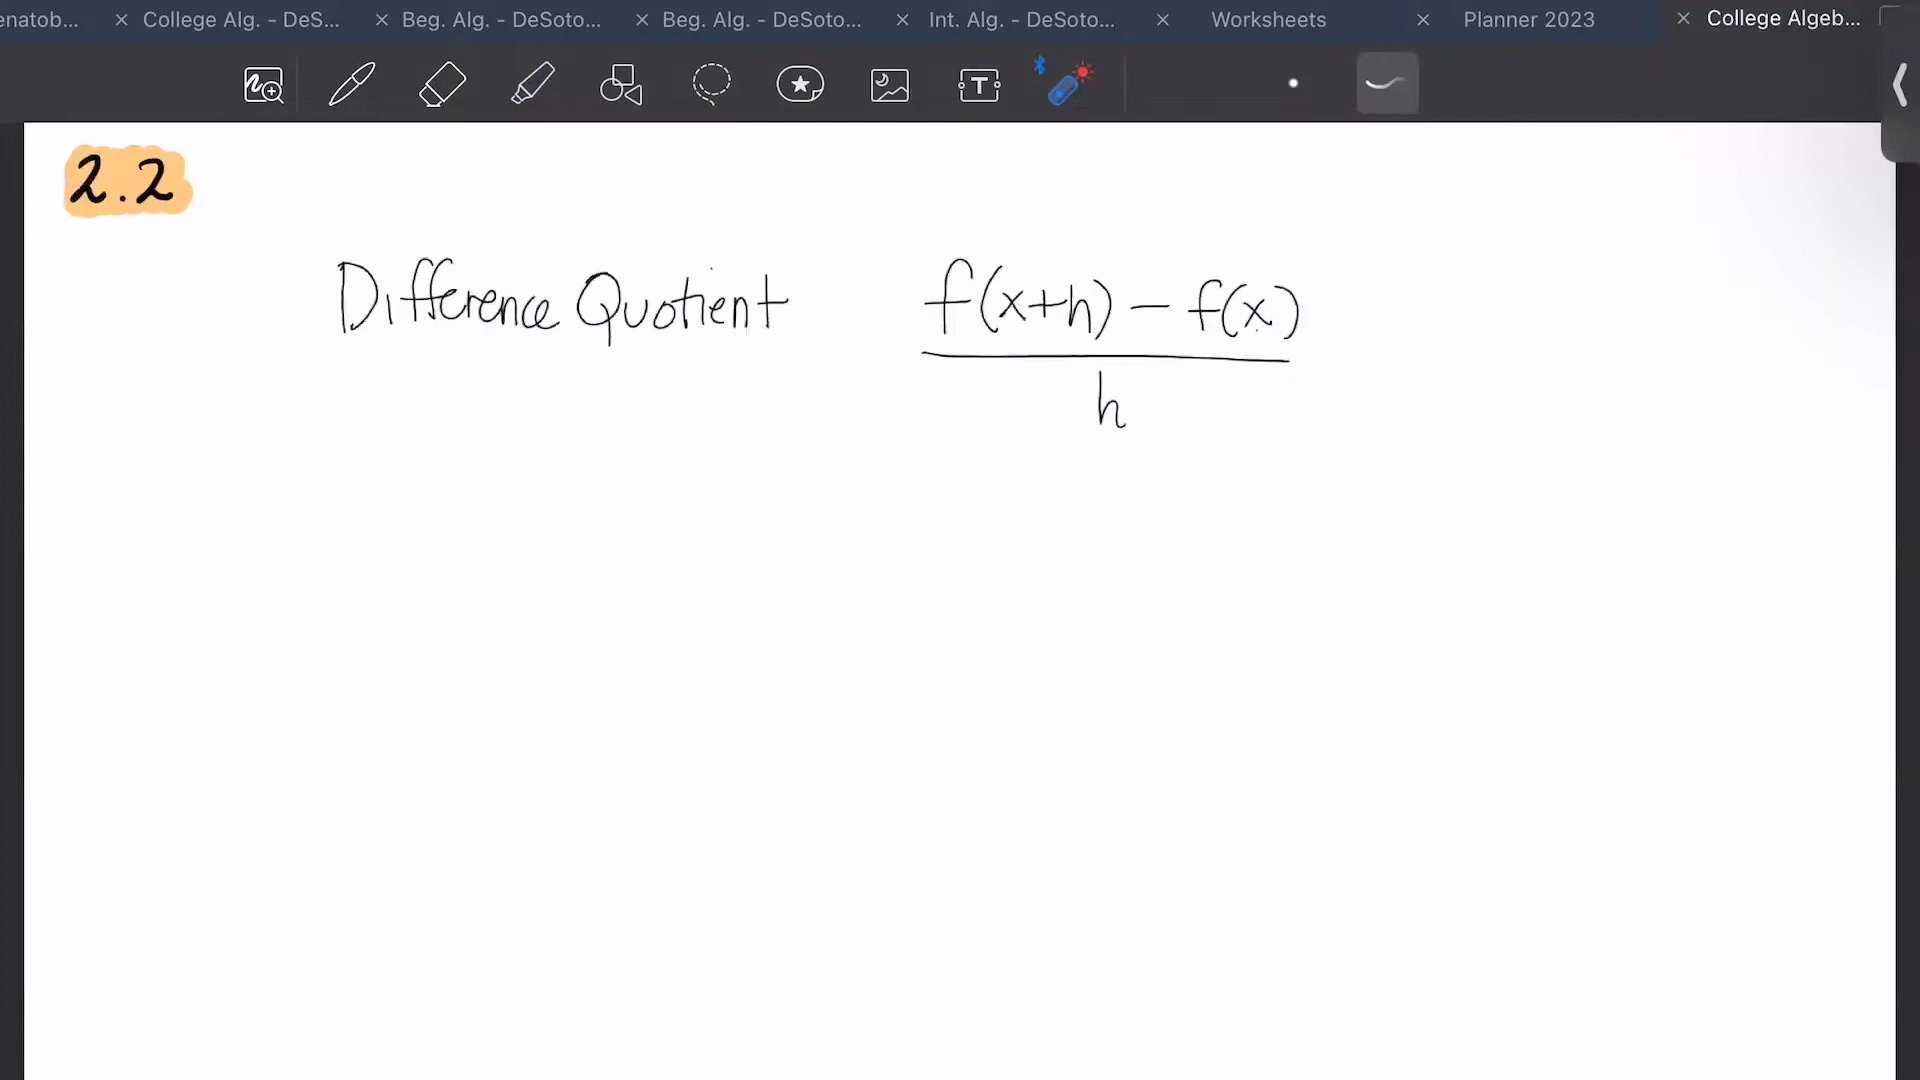 enatob... × College Alg. - DeS... × Beg. Alg. - DeSoto... × Beg. Alg. - DeSoto... × Int. Alg. - DeSoto... × Worksheets × Planner 2023 × College Algeb...
T
2.2
Difference Quotient f(x+h) - f(x)
h